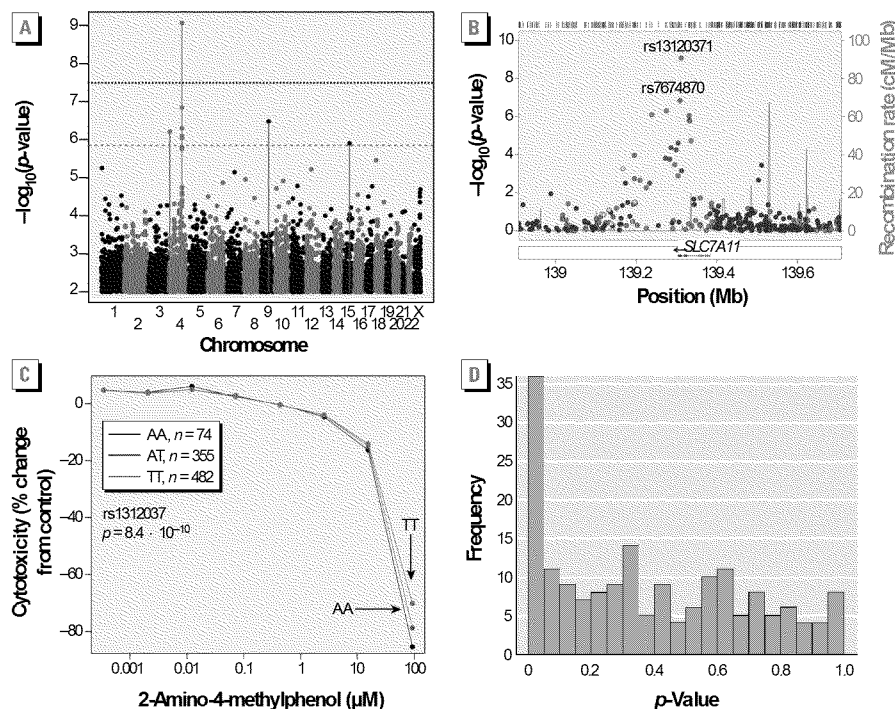 A
−log10(p-value)
9
8
7
6
5
4
3
2
1 3 5 7 9 11 13 15 17 19 21 X
2 4 6 8 10 12 14 16 18 20 22
Chromosome
B
−log10(p-value)
10
8
6
4
2
0
rs13120371
rs7674870
100
80
60
40
20
0
Recombination rate (cM/Mb)
SLC7A11
139 139.2 139.4 139.6
Position (Mb)
C
Cytotoxicity (% change
from control)
0
−20
−40
−60
−80
AA, n = 74
AT, n = 355
TT, n = 482
rs1312037
p = 8.4 · 10−10
TT
AA
0.001 0.01 0.1 1 10 100
2-Amino-4-methylphenol (µM)
D
Frequency
35
30
25
20
15
10
5
0
0 0.2 0.4 0.6 0.8 1.0
p-Value